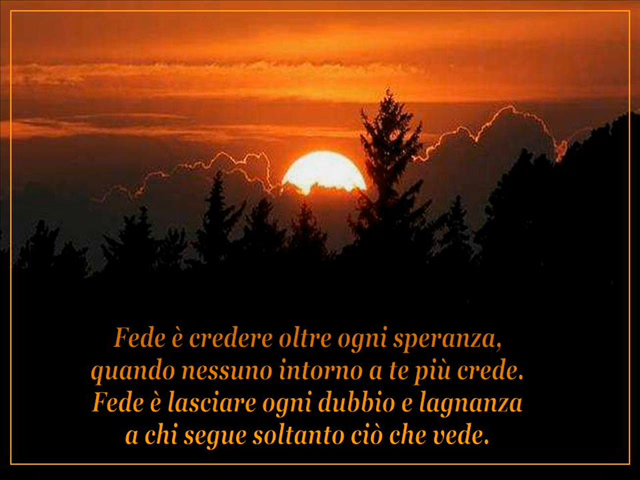 Fede è credere oltre ogni speranza,
quando nessuno intorno a te più crede.
Fede è lasciare ogni dubbio e lagnanza
a chi segue soltanto ciò che vede.